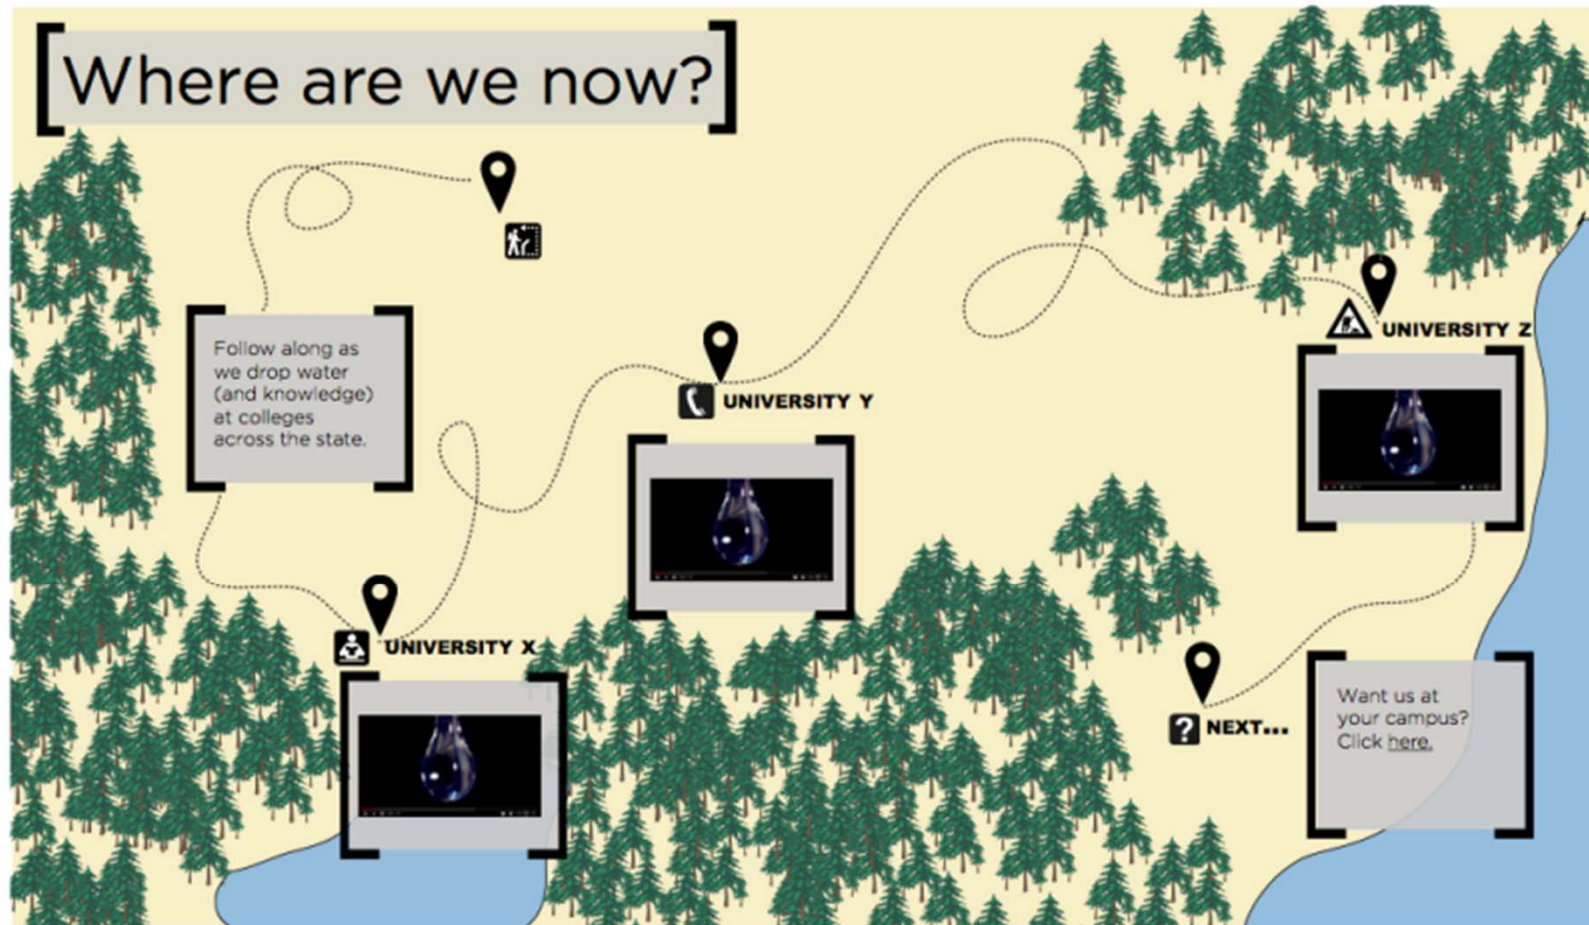 Where are we now?
Follow along as
we drop water
(and knowledge)
at colleges
across the state.
UNIVERSITY X
UNIVERSITY Y
UNIVERSITY Z
?
NEXT...
Want us at
your campus?
Click here.